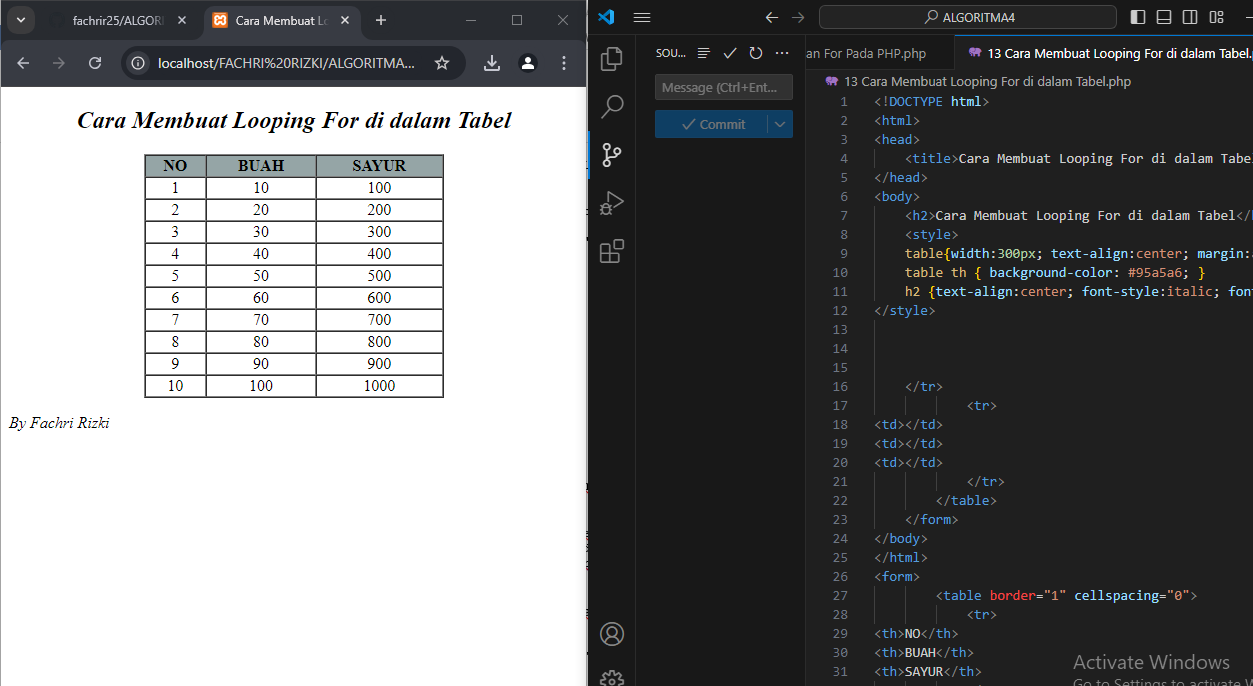 fachrir25/ALGORI
Cara Membuat Lo
localhost/FACHRI%20RIZKI/ALGORITMA...
Cara Membuat Looping For di dalam Tabel
NO BUAH SAYUR
1 10 100
2 20 200
3 30 300
4 40 400
5 50 500
6 60 600
7 70 700
8 80 800
9 90 900
10 100 1000
By Fachri Rizki
ALGORITMA4
SOU...
Message (Ctrl+Ent...
Commit
an For Pada PHP.php
13 Cara Membuat Looping For di dalam Tabel.
13 Cara Membuat Looping For di dalam Tabel.php
1 <!DOCTYPE html>
2 <html>
3 <head>
4 <title>Cara Membuat Looping For di dalam Tabe
5 </head>
6 <body>
7 <h2>Cara Membuat Looping For di dalam Tabel</
8 <style>
9 table{width:300px; text-align:center; margin:
10 table th { background-color: #95a5a6; }
11 h2 {text-align:center; font-style:italic; fon
12 </style>
13
14
15
16 </tr>
17 <tr>
18 <td></td>
19 <td></td>
20 <td></td>
21 </tr>
22 </table>
23 </form>
24 </body>
25 </html>
26 <form>
27 <table border="1" cellspacing="0">
28 <tr>
29 <th>NO</th>
30 <th>BUAH</th>
31 <th>SAYUR</th>
Activate Windows
Go to Settings to activate W